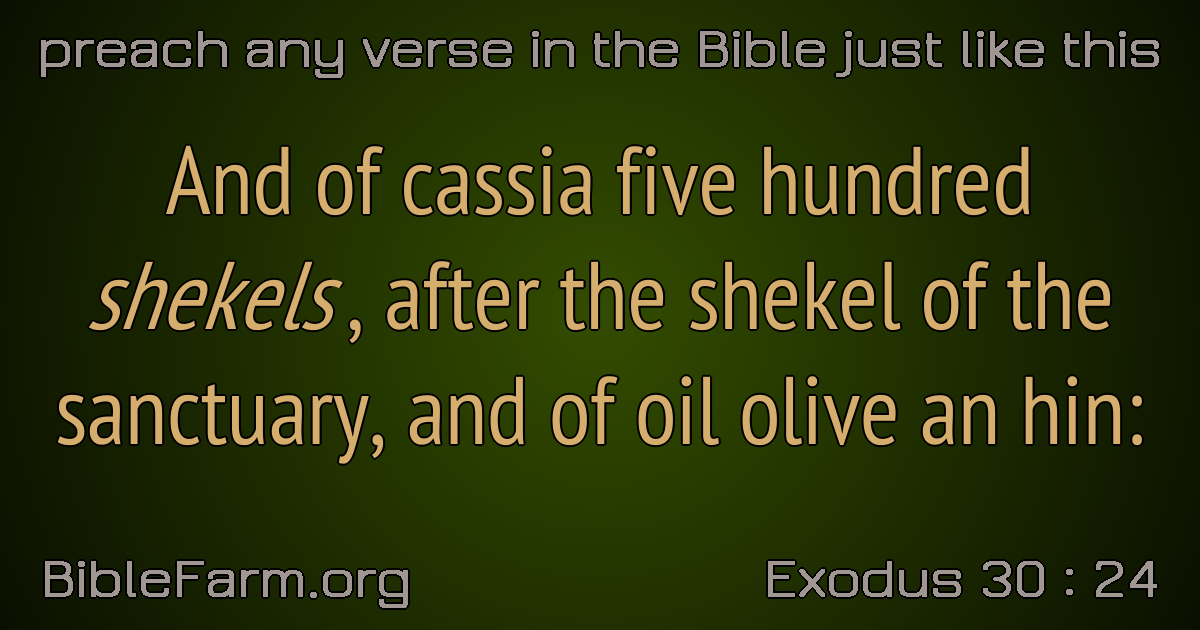 preach any verse in the Bible just like this
And of cassia five hundred
shekels, after the shekel of the
sanctuary, and of oil olive an hin:
BibleFarm.org
Exodus 30 : 24